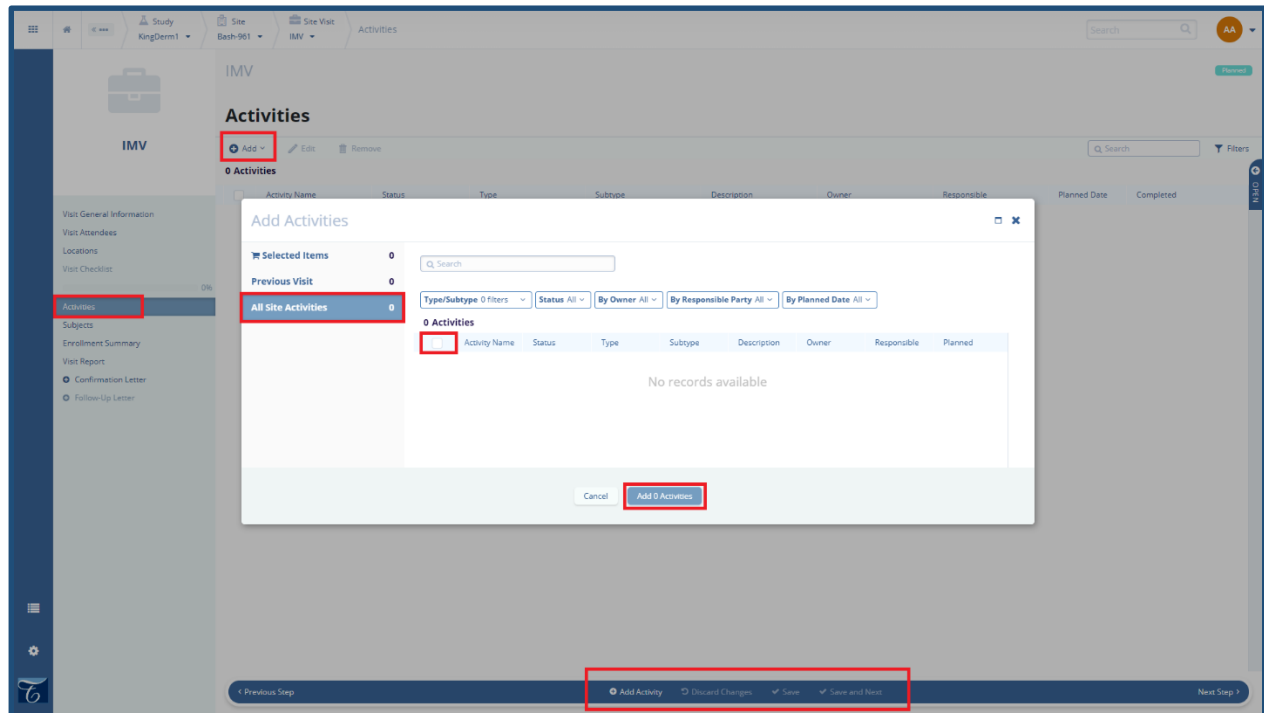 Study
KingDerm1
Site
Bash-961
Site Visit
IMV
Activities
Search
AA
IMV
Planned
IMV
Activities
Add
Edit
Remove
Search
Filters
0 Activities
OPEN
Activity Name Status Type Subtype Description Owner Responsible Planned Date Completed
Visit General Information
Visit Attendees
Locations
Visit Checklist
0%
Activities
Subjects
Enrollment Summary
Visit Report
Confirmation Letter
Follow-Up Letter
Add Activities
Selected Items 0
Previous Visit 0
All Site Activities 0
Search
Type/Subtype 0 filters Status All By Owner All By Responsible Party All By Planned Date All
0 Activities
Activity Name Status Type Subtype Description Owner Responsible Planned
No records available
Cancel Add 0 Activities
Previous Step Add Activity Discard Changes Save Save and Next Next Step